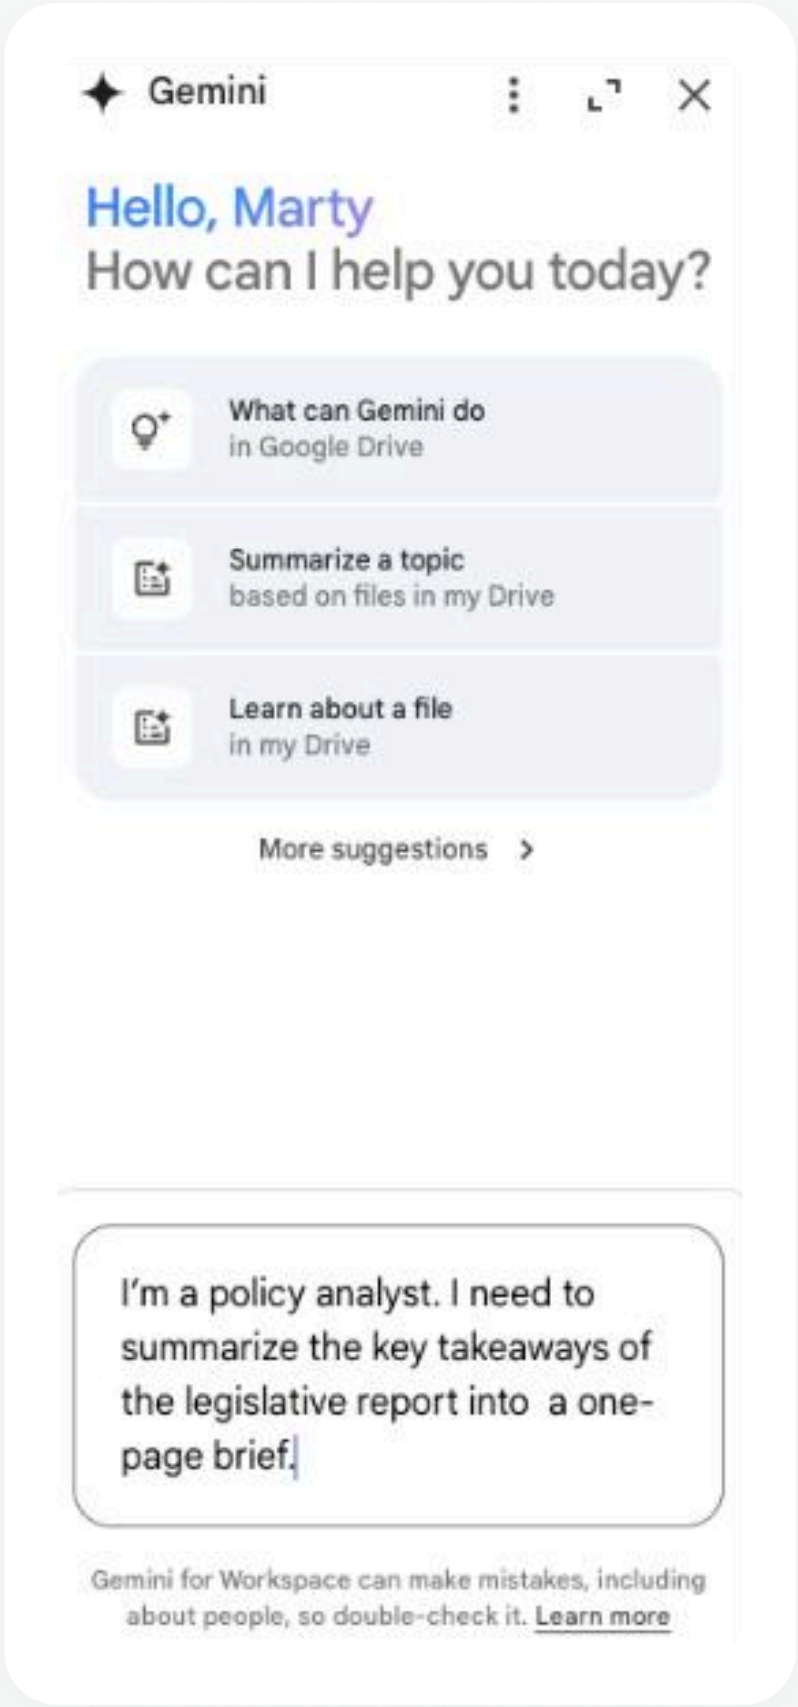 Gemini
Hello, Marty
How can I help you today?
What can Gemini do
in Google Drive
Summarize a topic
based on files in my Drive
Learn about a file
in my Drive
More suggestions
I'm a policy analyst. I need to
summarize the key takeaways of
the legislative report into  a one-
page brief.
Gemini for Workspace can make mistakes, including
about people, so double-check it. Learn more